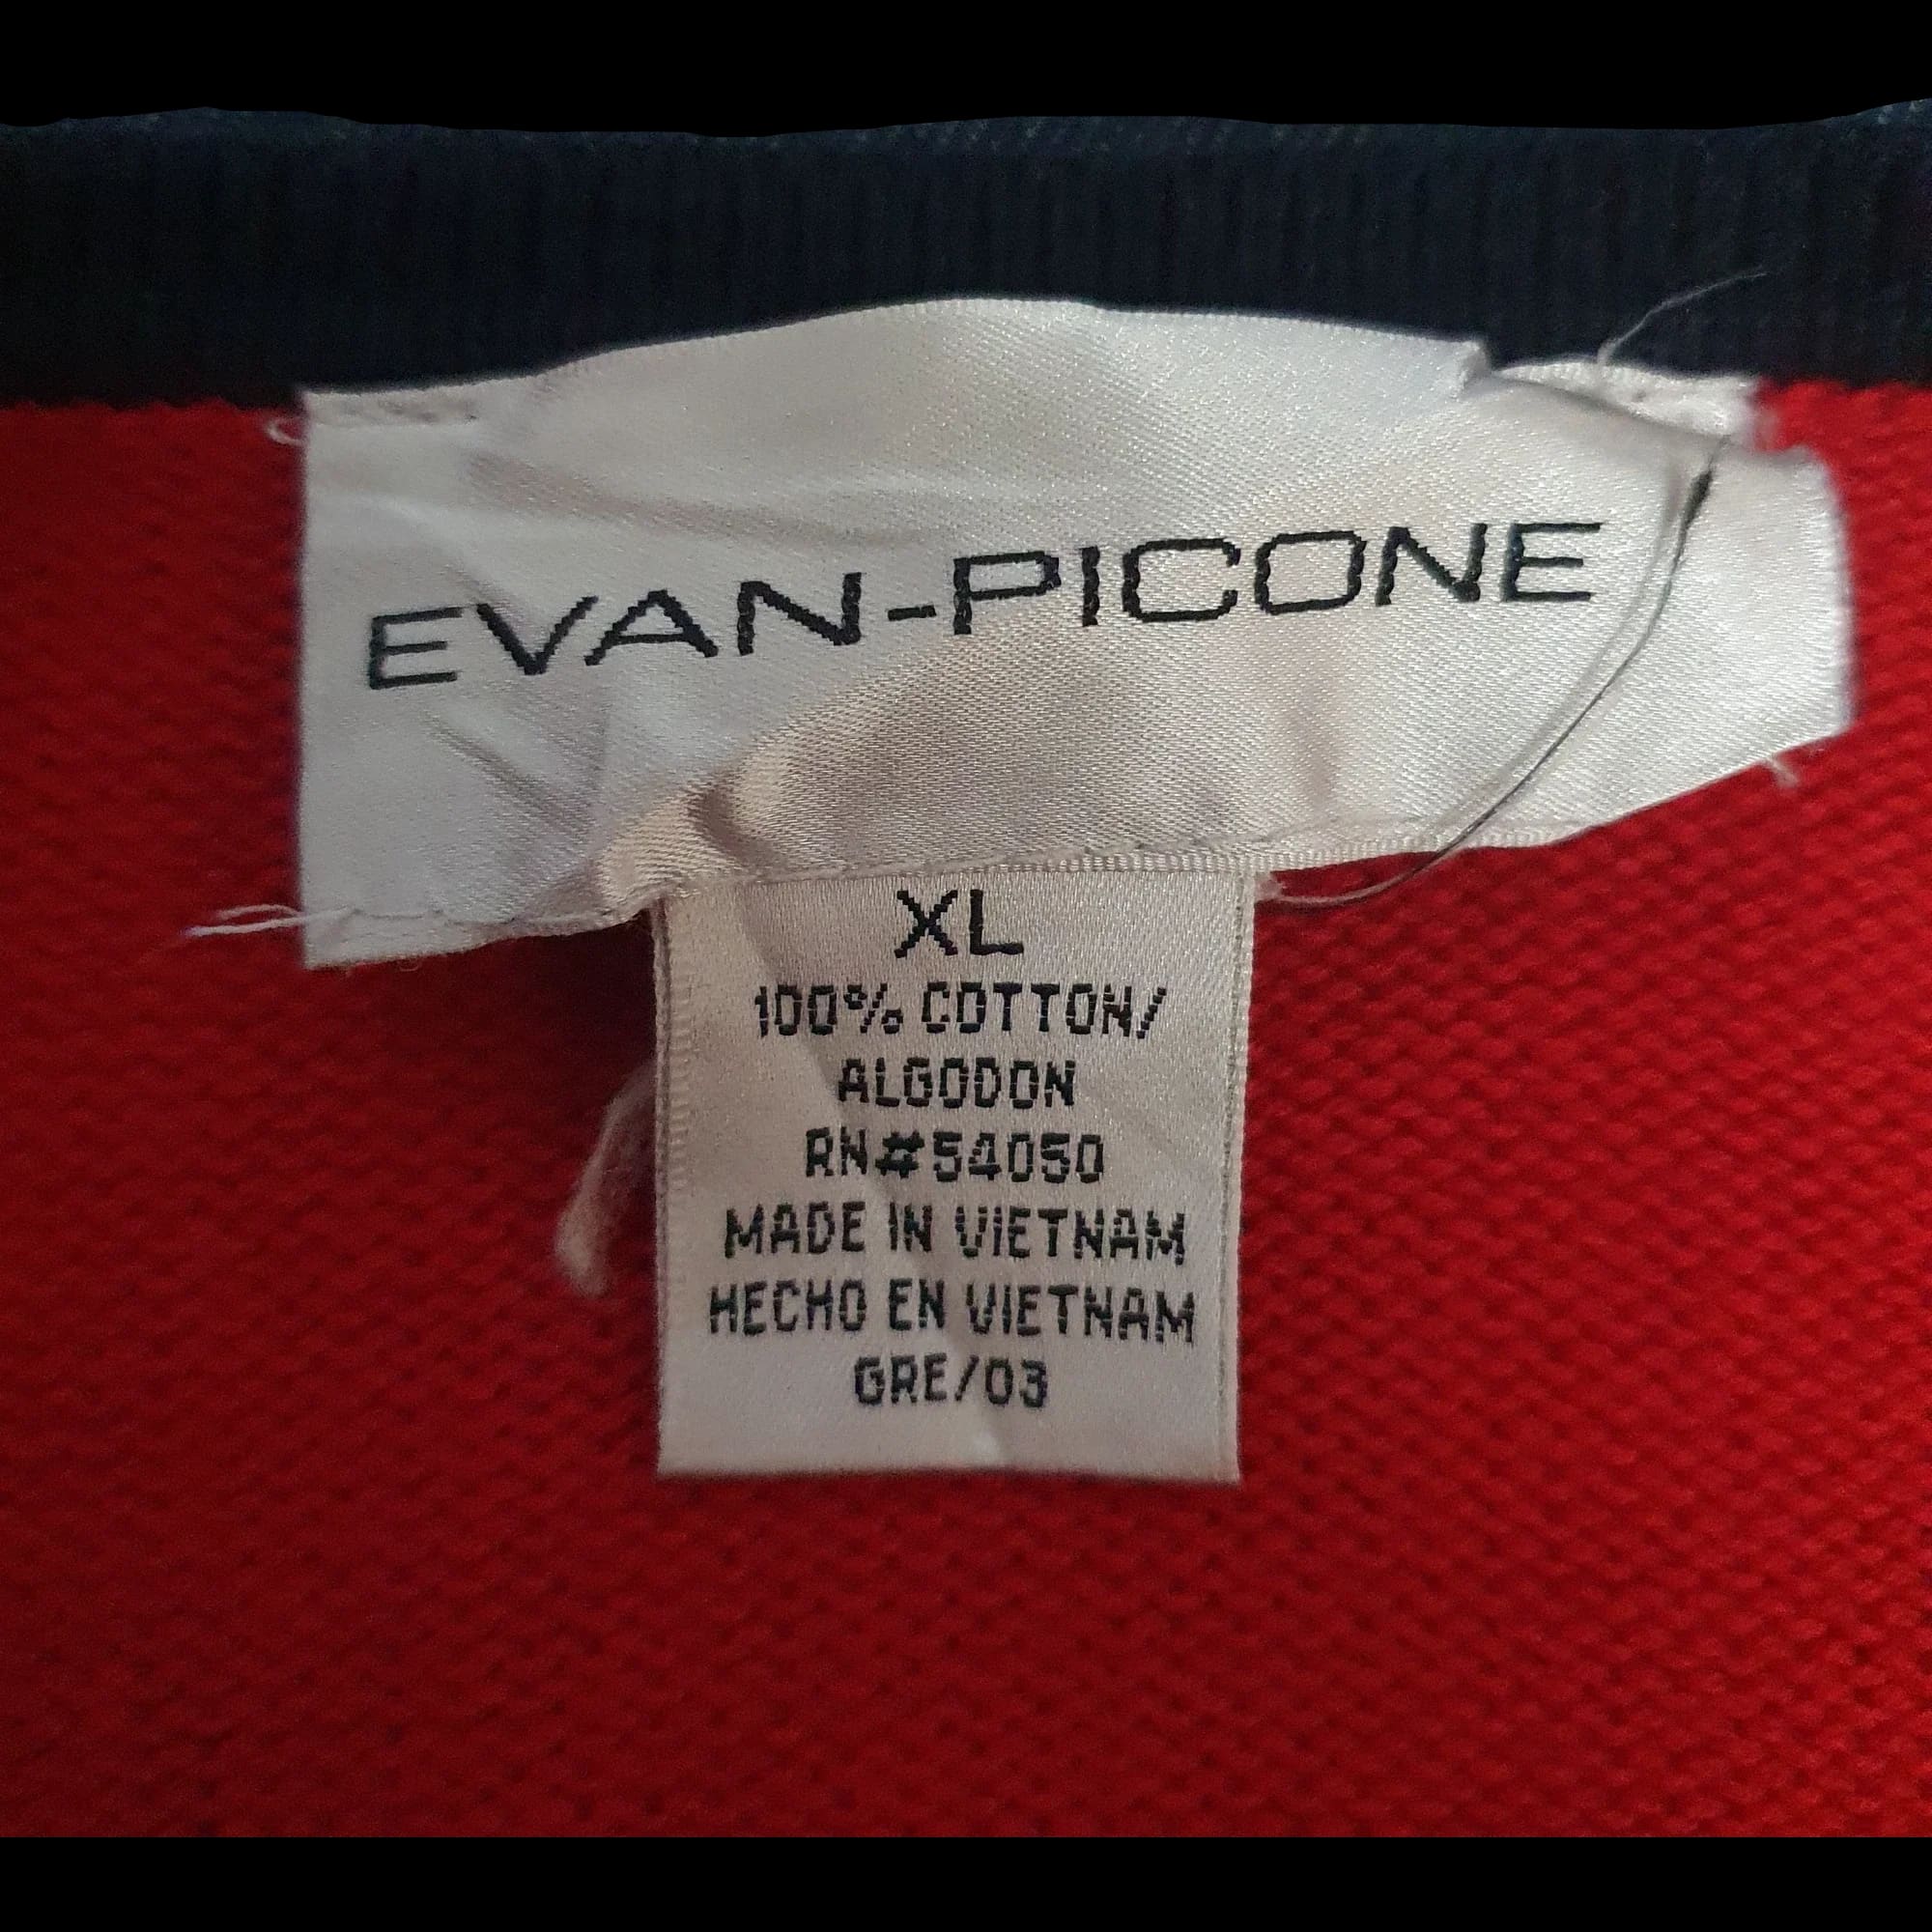 EVAN-PICONE
XL
100% COTTON/
ALGODON
RN#54050
MADE IN VIETNAM
HECHO EN VIETNAM
GRE/03